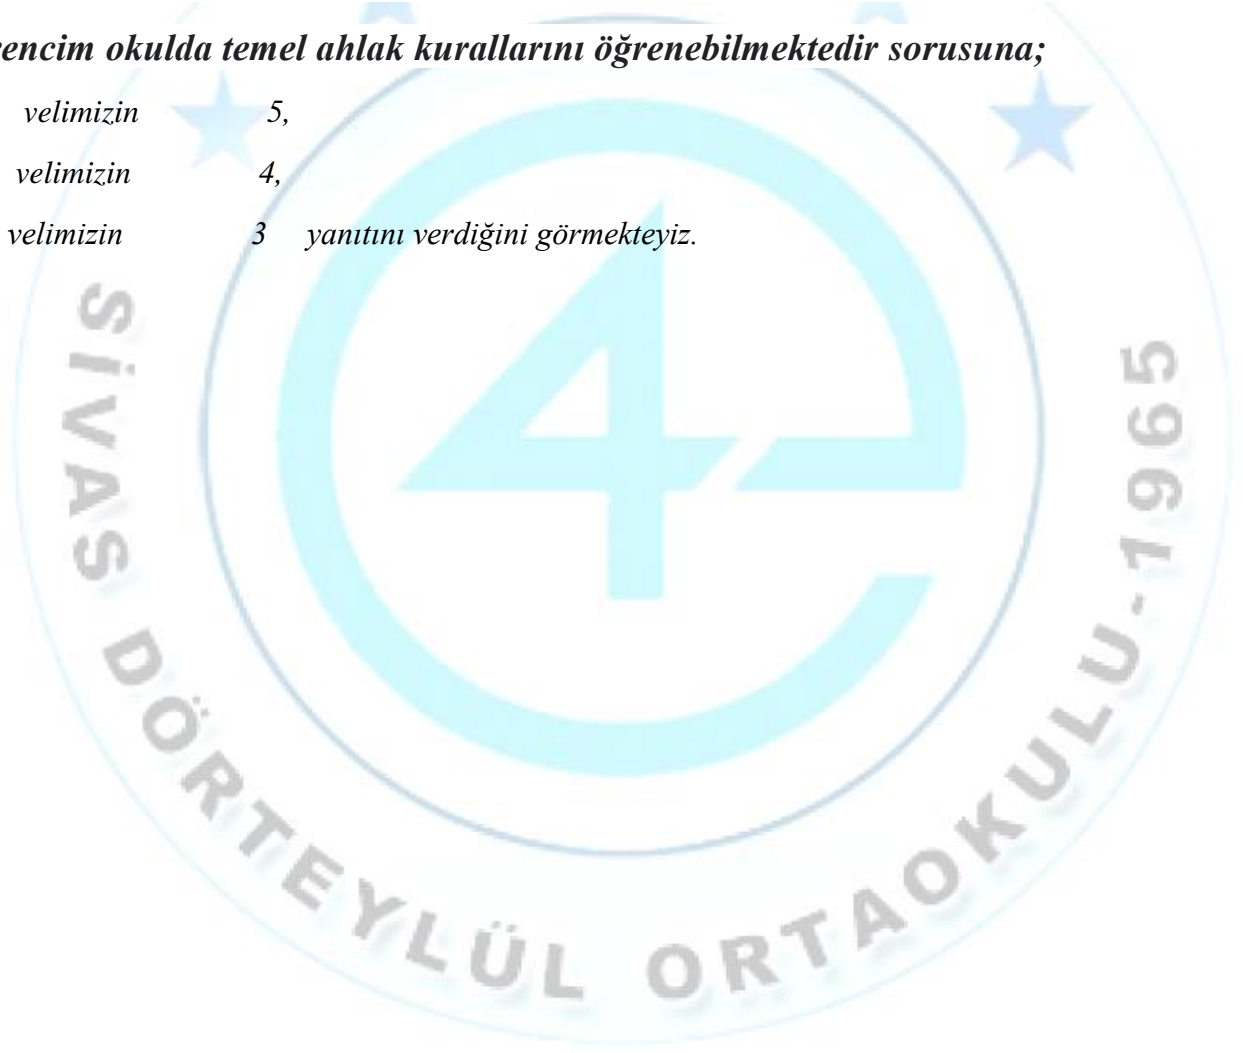 okulda temel ahlak kurallarını öğrenebilmektedir sorusuna;
velimizin 5,
velimizin 4,
velimizin 3 yanıtını verdiğini görmekteyiz.
4e
SİVAS DÖRTEYLÜL ORTAOKULU-1965